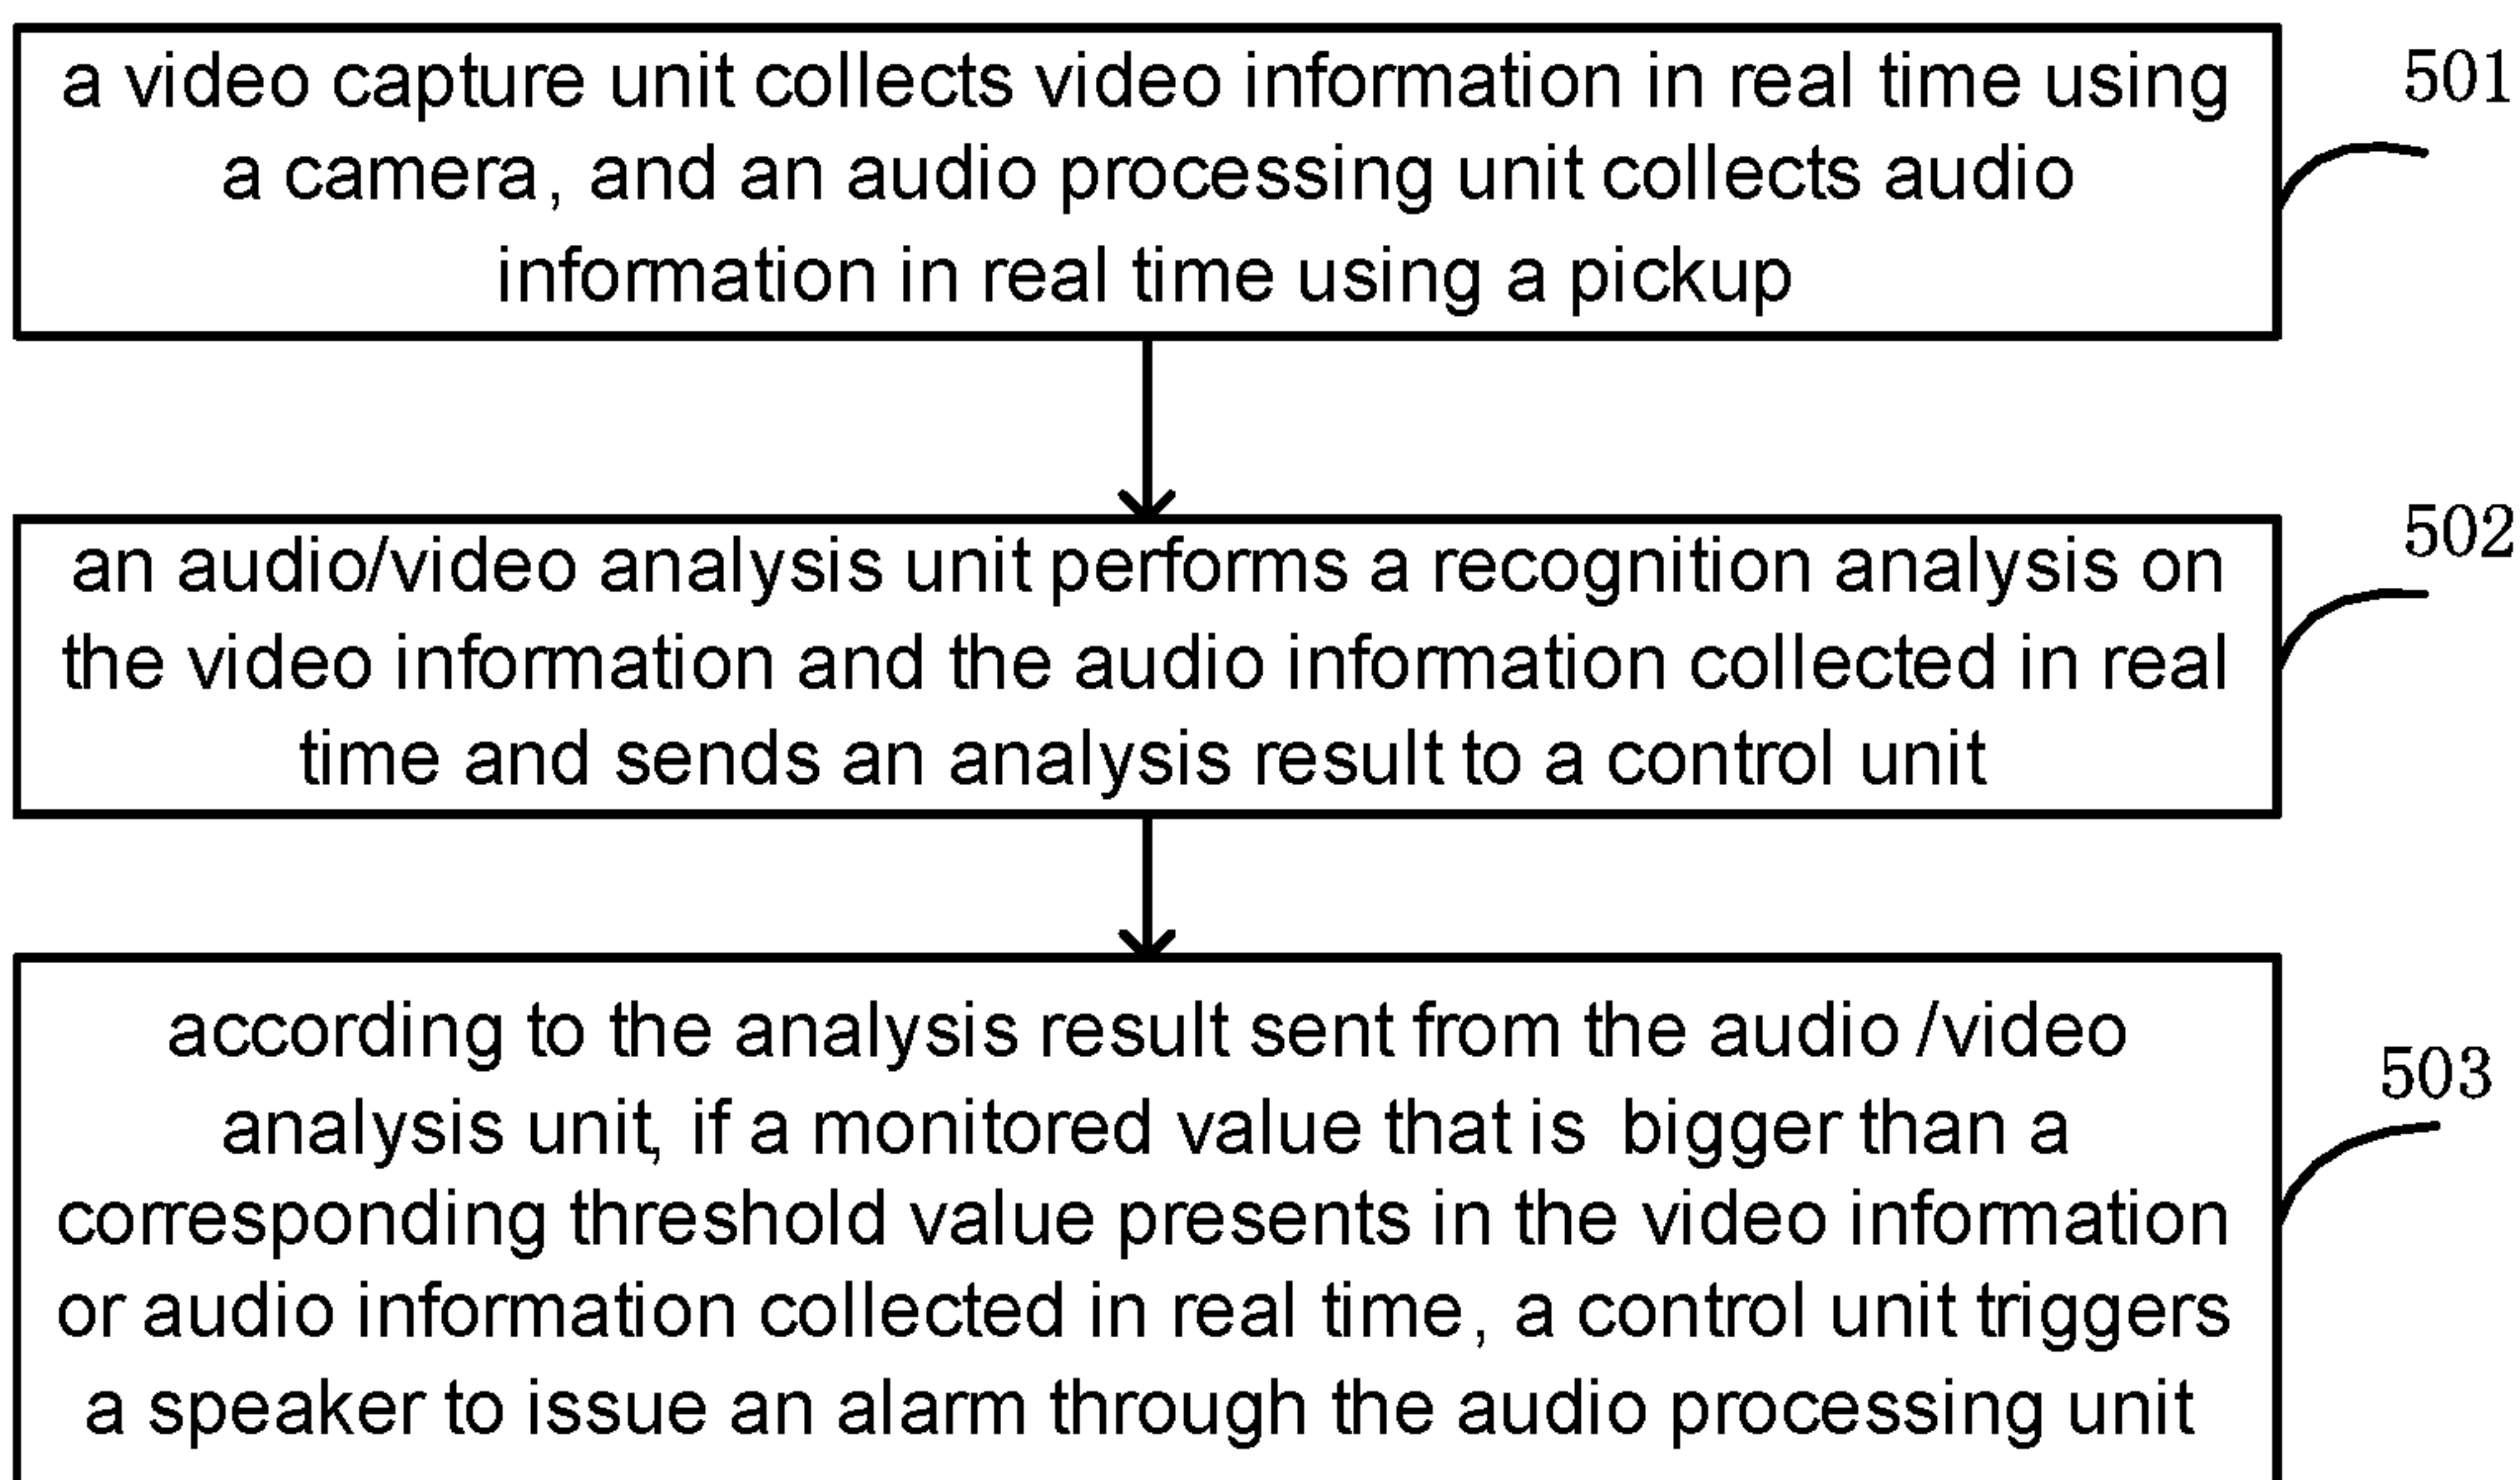 a video capture unit collects video information in real time using
a camera, and an audio processing unit collects audio
information in real time using a pickup
501
an audio/video analysis unit performs a recognition analysis on
the video information and the audio information collected in real
time and sends an analysis result to a control unit
502
according to the analysis result sent from the audio /video
analysis unit, if a monitored value that is bigger than a
corresponding threshold value presents in the video information
or audio information collected in real time, a control unit triggers
a speaker to issue an alarm through the audio processing unit
503